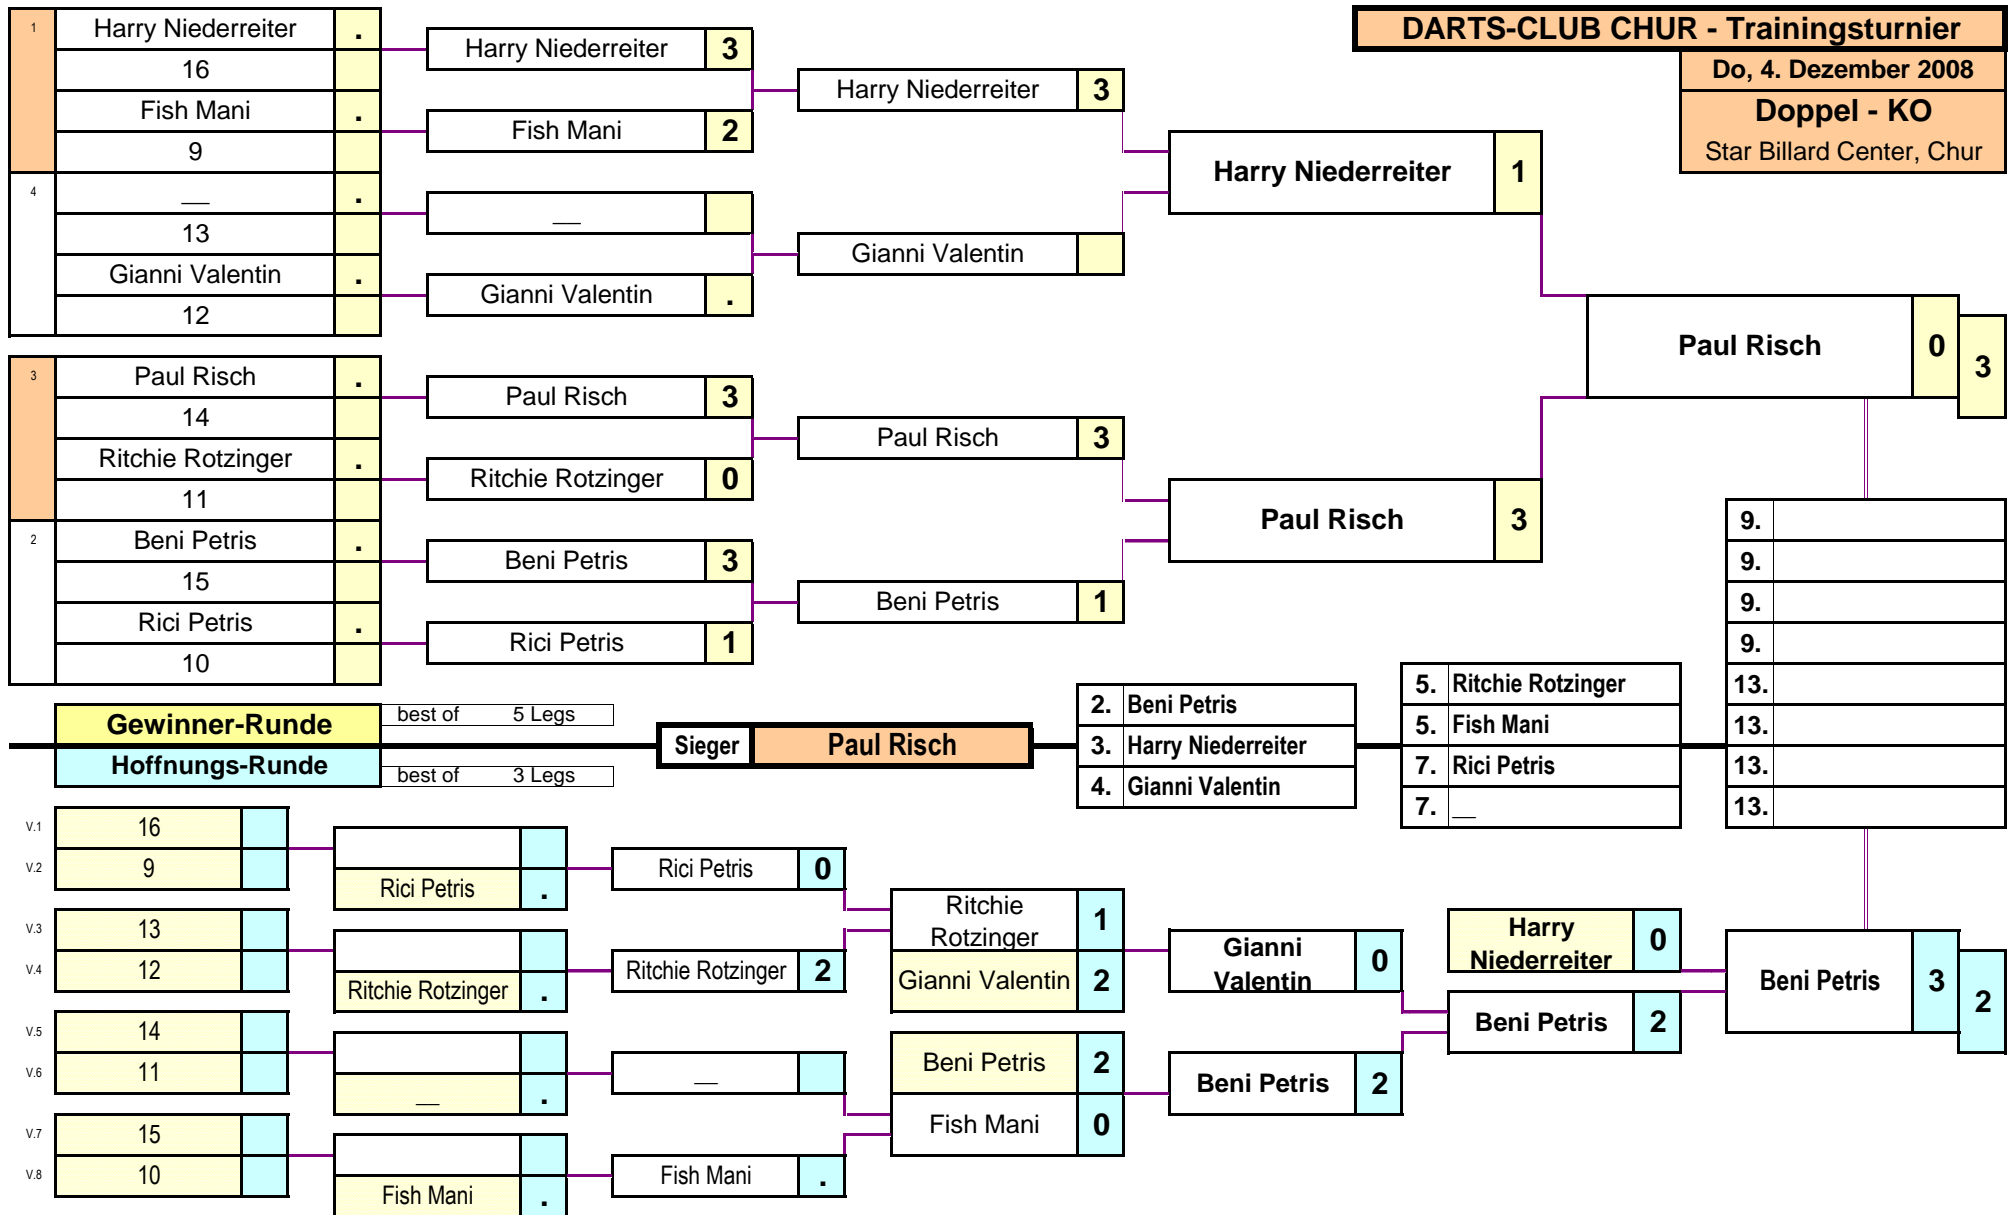 DARTS-CLUB CHUR - Trainingsturnier
Do, 4. Dezember 2008
Doppel - KO
Star Billard Center, Chur
1 Harry Niederreiter .
16
Fish Mani .
9
4 __ .
13
Gianni Valentin .
12
3 Paul Risch .
14
Ritchie Rotzinger .
11
2 Beni Petris .
15
Rici Petris .
10
Harry Niederreiter 3
Fish Mani 2
__
Gianni Valentin .
Paul Risch 3
Ritchie Rotzinger 0
Beni Petris 3
Rici Petris 1
Harry Niederreiter 3
Gianni Valentin
Paul Risch 3
Beni Petris 1
Harry Niederreiter 1
Paul Risch 3
Paul Risch 0 3
Gewinner-Runde best of 5 Legs
Hoffnungs-Runde best of 3 Legs
Sieger Paul Risch
2. Beni Petris
3. Harry Niederreiter
4. Gianni Valentin
5. Ritchie Rotzinger
5. Fish Mani
7. Rici Petris
7. __
9.
9.
9.
9.
13.
13.
13.
13.
V.1 16
V.2 9
V.3 13
V.4 12
V.5 14
V.6 11
V.7 15
V.8 10
Rici Petris .
Ritchie Rotzinger .
__ .
Fish Mani .
Rici Petris 0
Ritchie Rotzinger 2
__
Fish Mani .
Ritchie
Rotzinger 1
Gianni Valentin 2
Beni Petris 2
Fish Mani 0
Gianni
Valentin 0
Beni Petris 2
Harry
Niederreiter 0
Beni Petris 2
Beni Petris 3 2